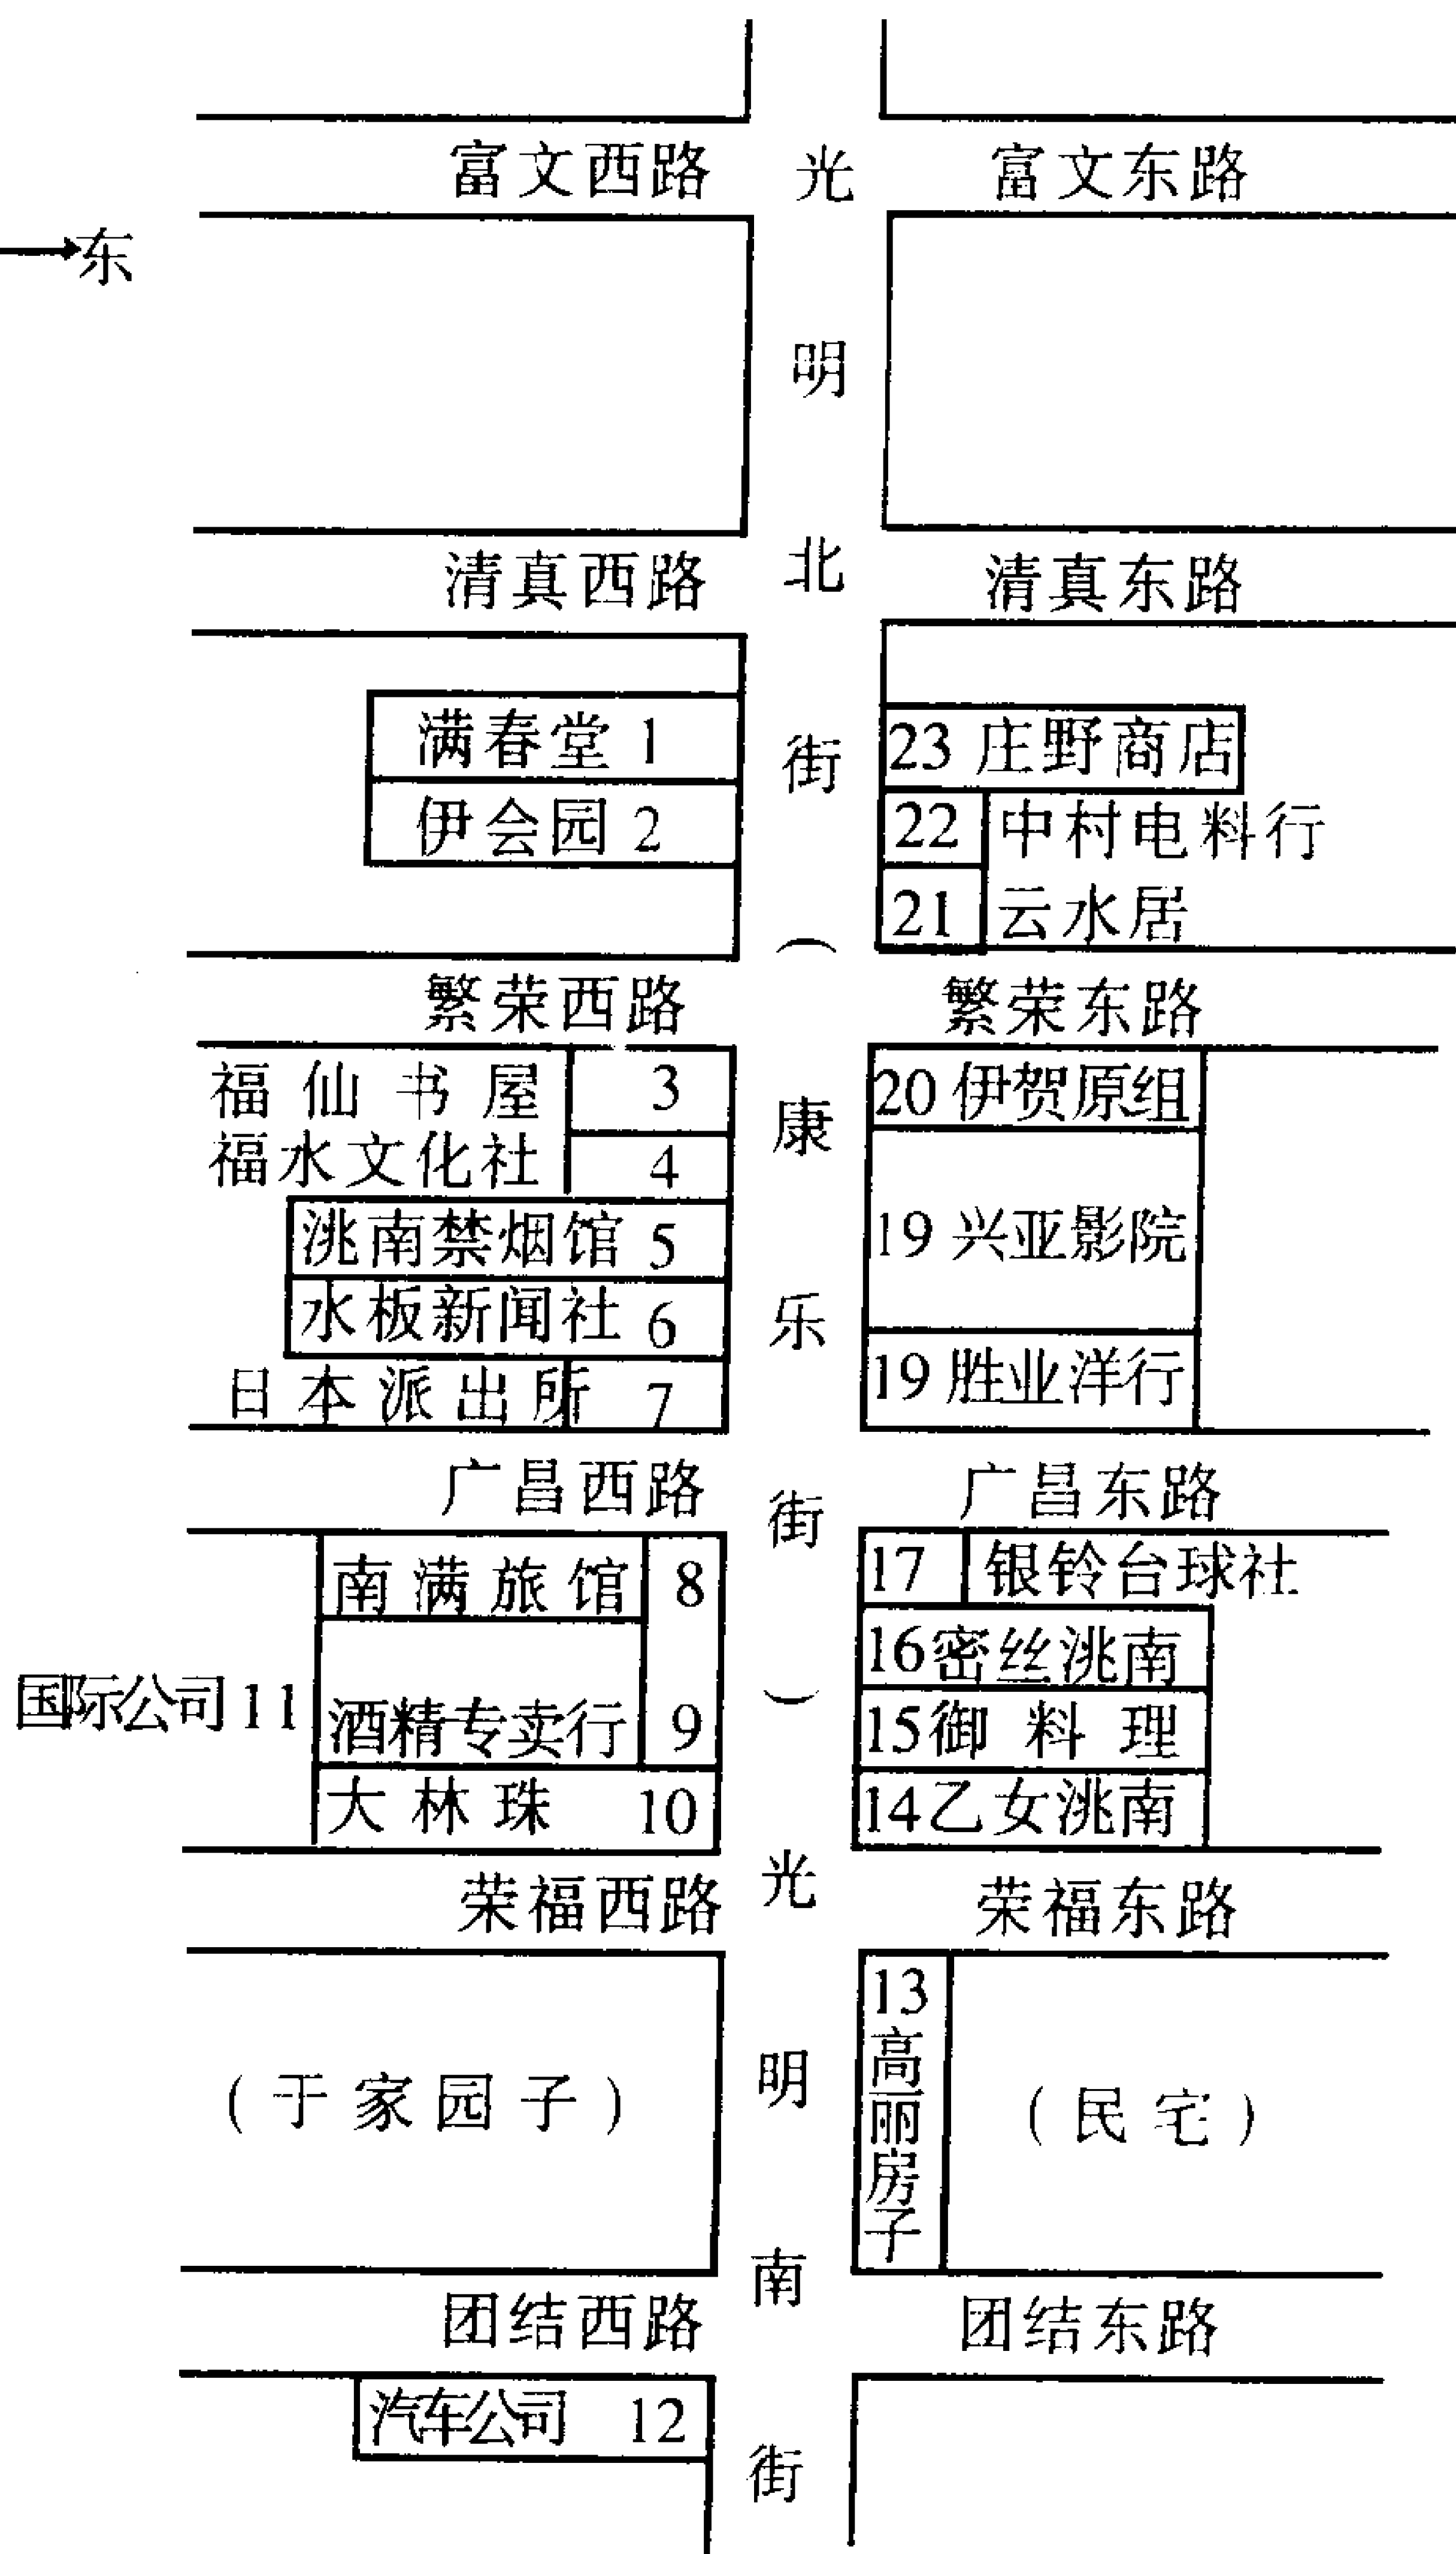 富文西路
富文东路
东
清真西路
清真东路
满春堂 1
伊会园 2
23 庄野商店
22 中村电料行
21 云水居
繁荣西路
繁荣东路
福仙书屋 3
福水文化社 4
洮南禁烟馆 5
水板新闻社 6
日本派出所 7
20 伊贺原组
19 兴亚影院
19 胜业洋行
广昌西路
广昌东路
南满旅馆 8
酒精专卖行 9
大林珠 10
国际公司 11
17 银铃台球社
16 密丝洮南
15 御料理
14 乙女洮南
荣福西路
荣福东路
(于家园子)
13 高丽房子
(民宅)
团结西路
团结东路
汽车公司 12
光明北街(康乐街)光明南街